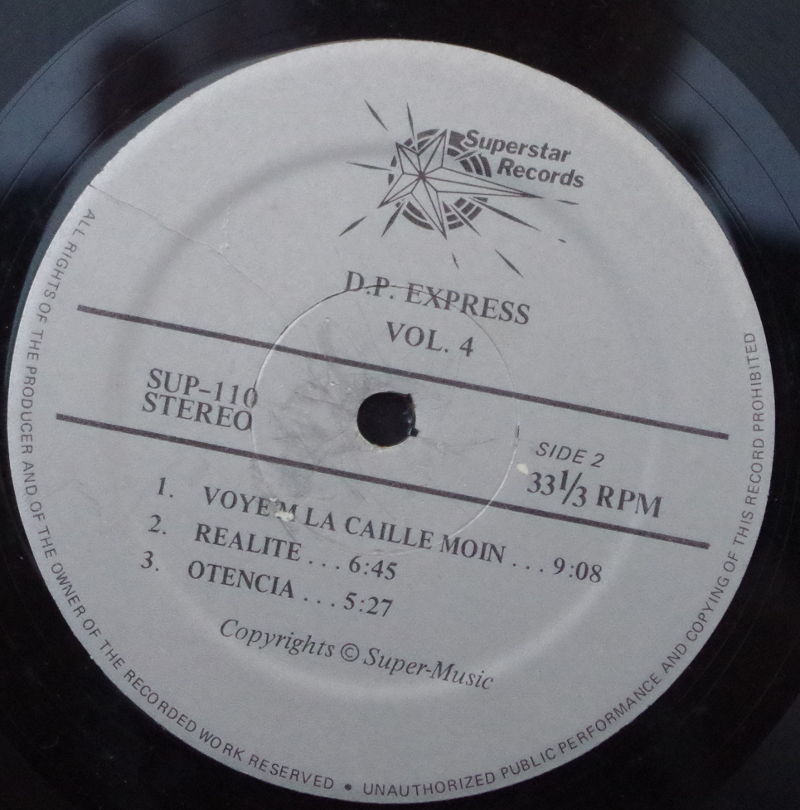 Superstar
Records
D.P. EXPRESS
VOL. 4
SUP-110
STEREO
SIDE 2
33 1/3 RPM
1. VOYE'M LA CAILLE MOIN . . . 9:08
2. REALITE . . . 6:45
3. OTENCIA . . . 5:27
Copyrights © Super-Music
ALL RIGHTS OF THE PRODUCER AND OF THE OWNER OF THE RECORDED WORK RESERVED • UNAUTHORIZED PUBLIC PERFORMANCE AND COPYING OF THIS RECORD PROHIBITED